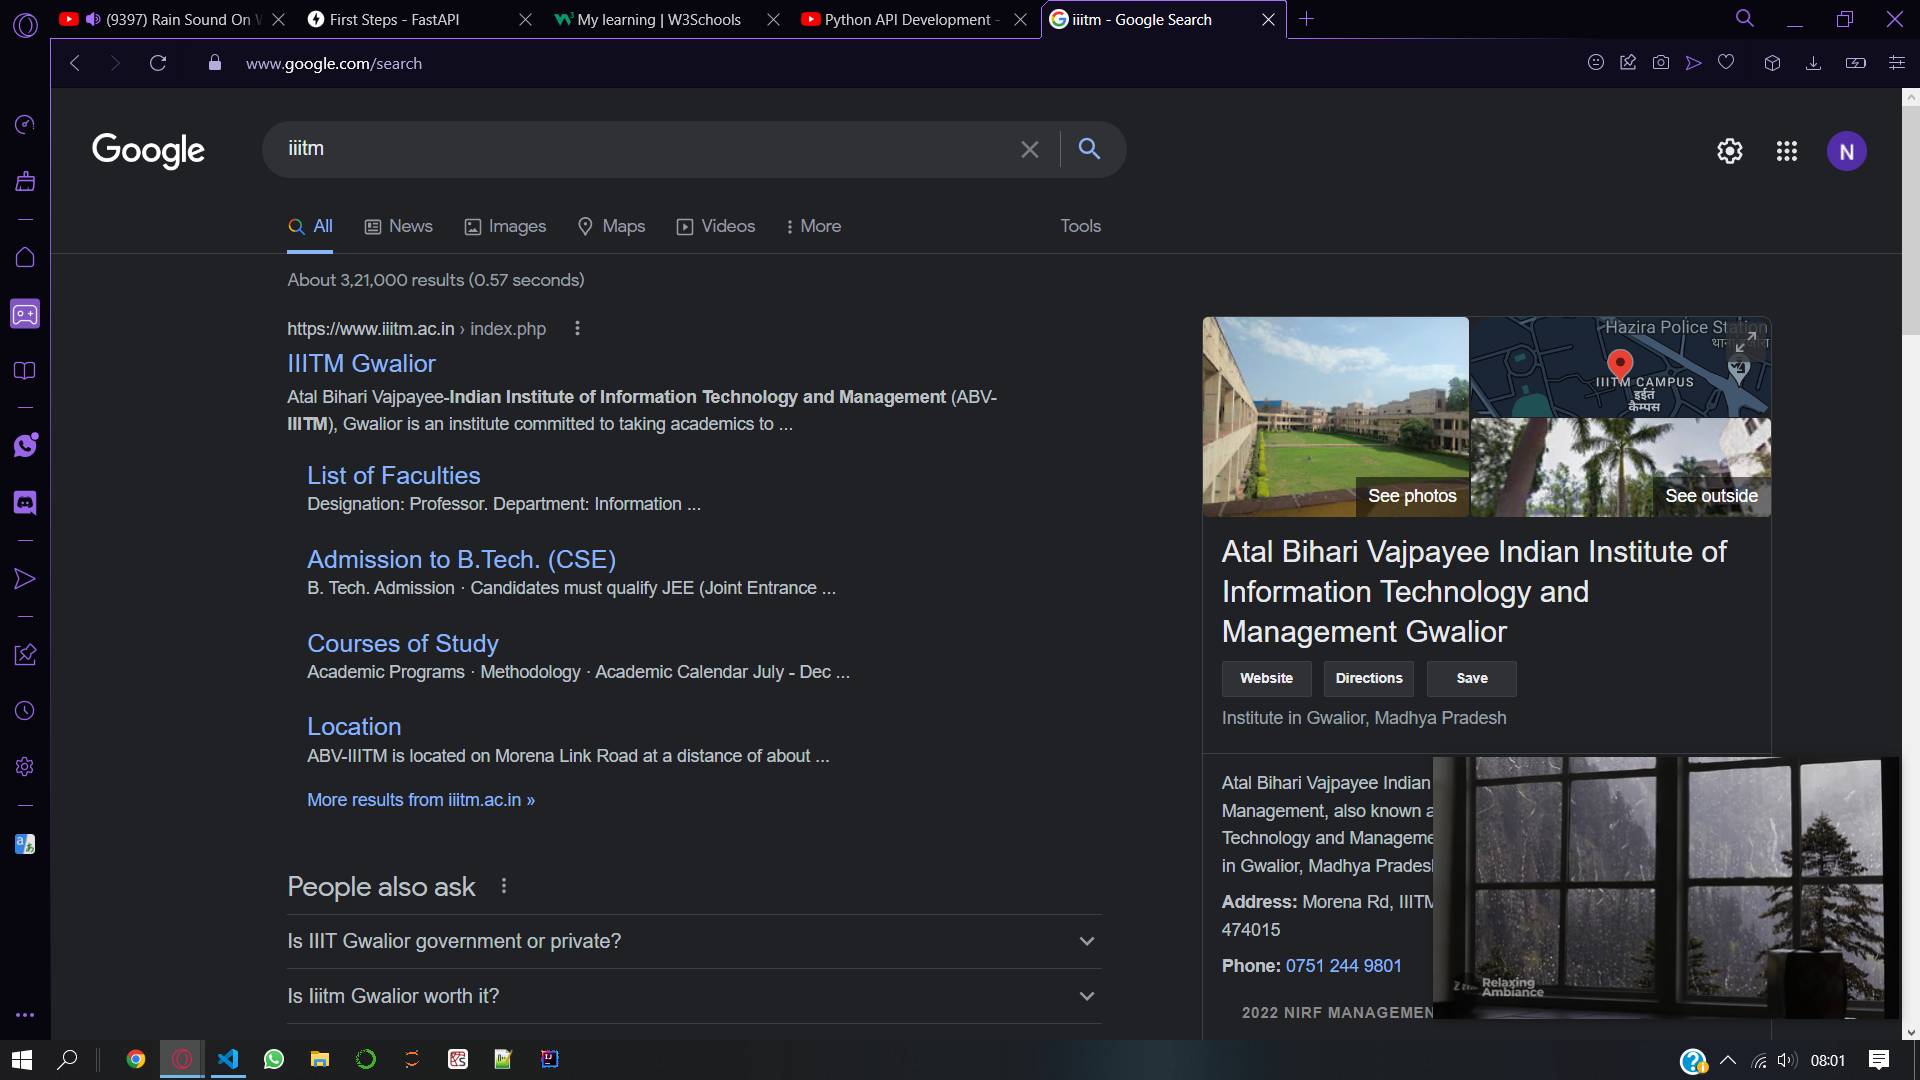 (9397) Rain Sound On
First Steps - FastAPI
My learning | W3Schools
Python API Development -
iiitm - Google Search
www.google.com/search
Google
iiitm
N
All
News
Images
Maps
Videos
More
Tools
About 3,21,000 results (0.57 seconds)
https://www.iiitm.ac.in › index.php
IIITM Gwalior
Atal Bihari Vajpayee-Indian Institute of Information Technology and Management (ABV-
IIITM), Gwalior is an institute committed to taking academics to ...
List of Faculties
Designation: Professor. Department: Information ...
Admission to B.Tech. (CSE)
B. Tech. Admission · Candidates must qualify JEE (Joint Entrance ...
Courses of Study
Academic Programs · Methodology · Academic Calendar July - Dec ...
Location
ABV-IIITM is located on Morena Link Road at a distance of about ...
More results from iiitm.ac.in »
People also ask
Is IIIT Gwalior government or private?
Is Iiitm Gwalior worth it?
Hazira Police Station
IIITM CAMPUS
कैम्पस
See photos
See outside
Atal Bihari Vajpayee Indian Institute of
Information Technology and
Management Gwalior
Website
Directions
Save
Institute in Gwalior, Madhya Pradesh
Atal Bihari Vajpayee Indian
Management, also known
Technology and
in Gwalior, Madhya
Address: Morena Rd,
474015
Phone: 0751 244 9801
2022 NIRF
Relaxing
Ambiance
08:01